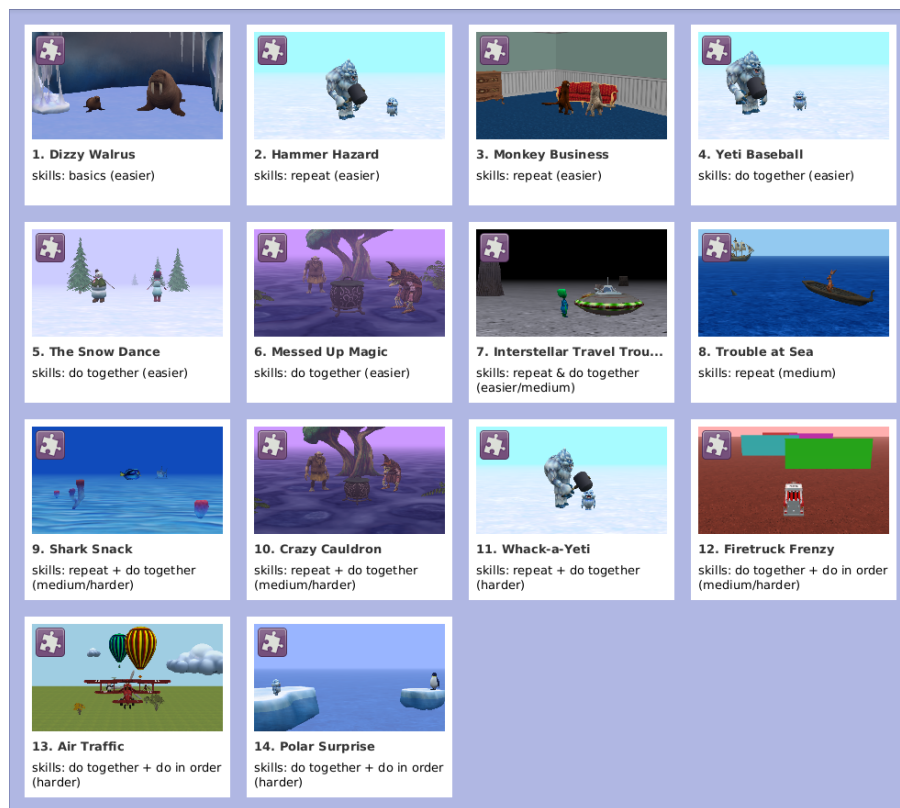 1. Dizzy Walrus
skills: basics (easier)
2. Hammer Hazard
skills: repeat (easier)
3. Monkey Business
skills: repeat (easier)
4. Yeti Baseball
skills: do together (easier)
5. The Snow Dance
skills: do together (easier)
6. Messed Up Magic
skills: do together (easier)
7. Interstellar Travel Trou...
skills: repeat & do together
(easier/medium)
8. Trouble at Sea
skills: repeat (medium)
9. Shark Snack
skills: repeat + do together
(medium/harder)
10. Crazy Cauldron
skills: repeat + do together
(medium/harder)
11. Whack-a-Yeti
skills: repeat + do together
(harder)
12. Firetruck Frenzy
skills: do together + do in order
(medium/harder)
13. Air Traffic
skills: do together + do in order
(harder)
14. Polar Surprise
skills: do together + do in order
(harder)